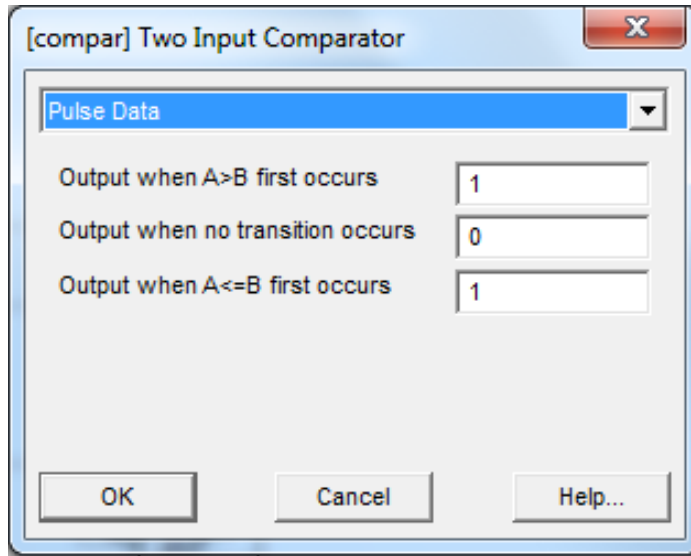 [compar] Two Input Comparator
Pulse Data
Output when A>B first occurs 1
Output when no transition occurs 0
Output when A<=B first occurs 1
OK Cancel Help...